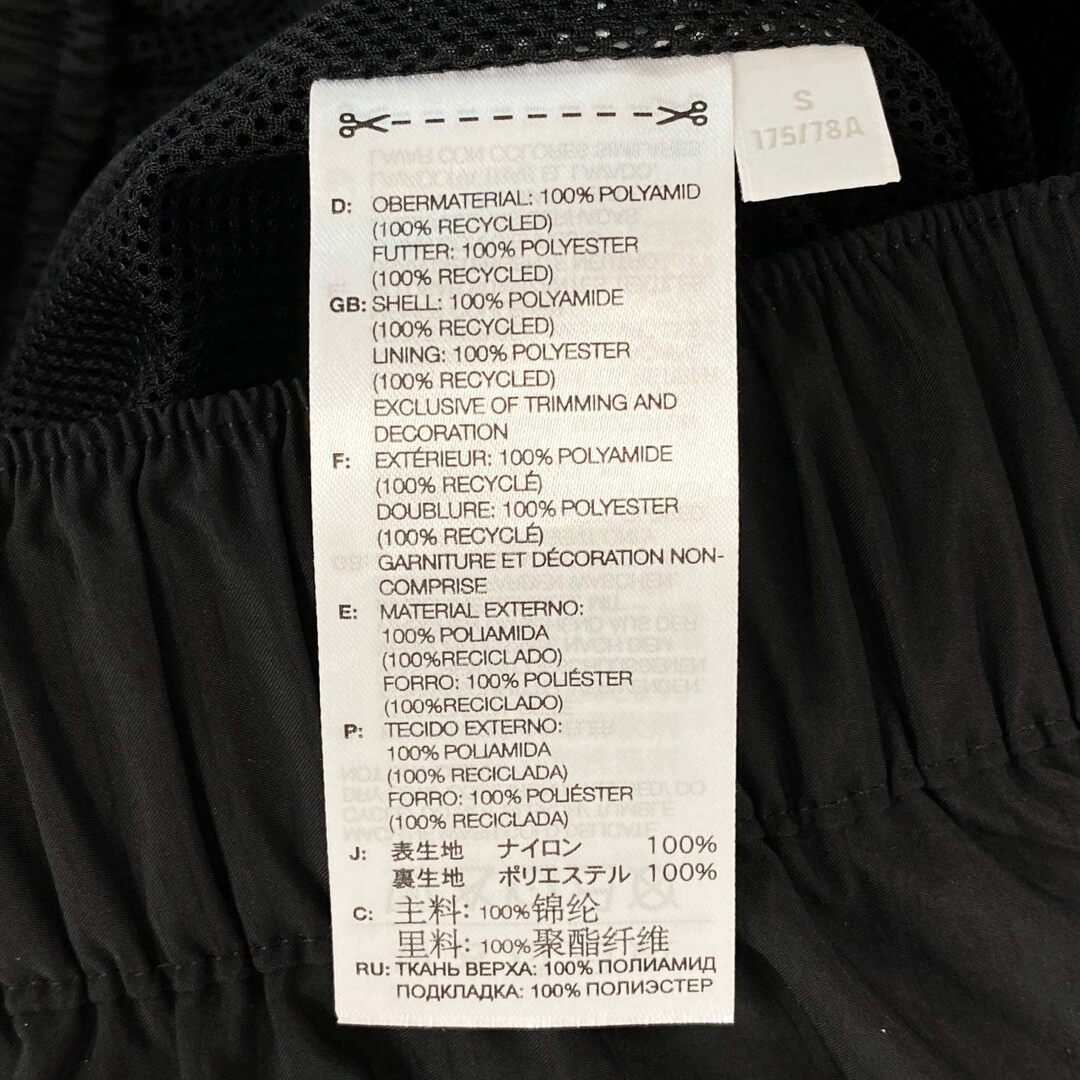 S
175/78A
D: OBERMATERIAL: 100% POLYAMID
(100% RECYCLED)
FUTTER: 100% POLYESTER
(100% RECYCLED)
GB: SHELL: 100% POLYAMIDE
(100% RECYCLED)
LINING: 100% POLYESTER
(100% RECYCLED)
EXCLUSIVE OF TRIMMING AND
DECORATION
F: EXTÉRIEUR: 100% POLYAMIDE
(100% RECYCLÉ)
DOUBLURE: 100% POLYESTER
(100% RECYCLÉ)
GARNITURE ET DÉCORATION NON-
COMPRISE
E: MATERIAL EXTERNO:
100% POLIAMIDA
(100%RECICLADO)
FORRO: 100% POLIÉSTER
(100%RECICLADO)
P: TECIDO EXTERNO:
100% POLIAMIDA
(100% RECICLADA)
FORRO: 100% POLIÉSTER
(100% RECICLADA)
J: 表生地 ナイロン 100%
裏生地 ポリエステル 100%
C: 主料: 100%锦纶
里料: 100%聚酯纤维
RU: ТКАНЬ ВЕРХА: 100% ПОЛИАМИД
ПОДКЛАДКА: 100% ПОЛИЭСТЕР